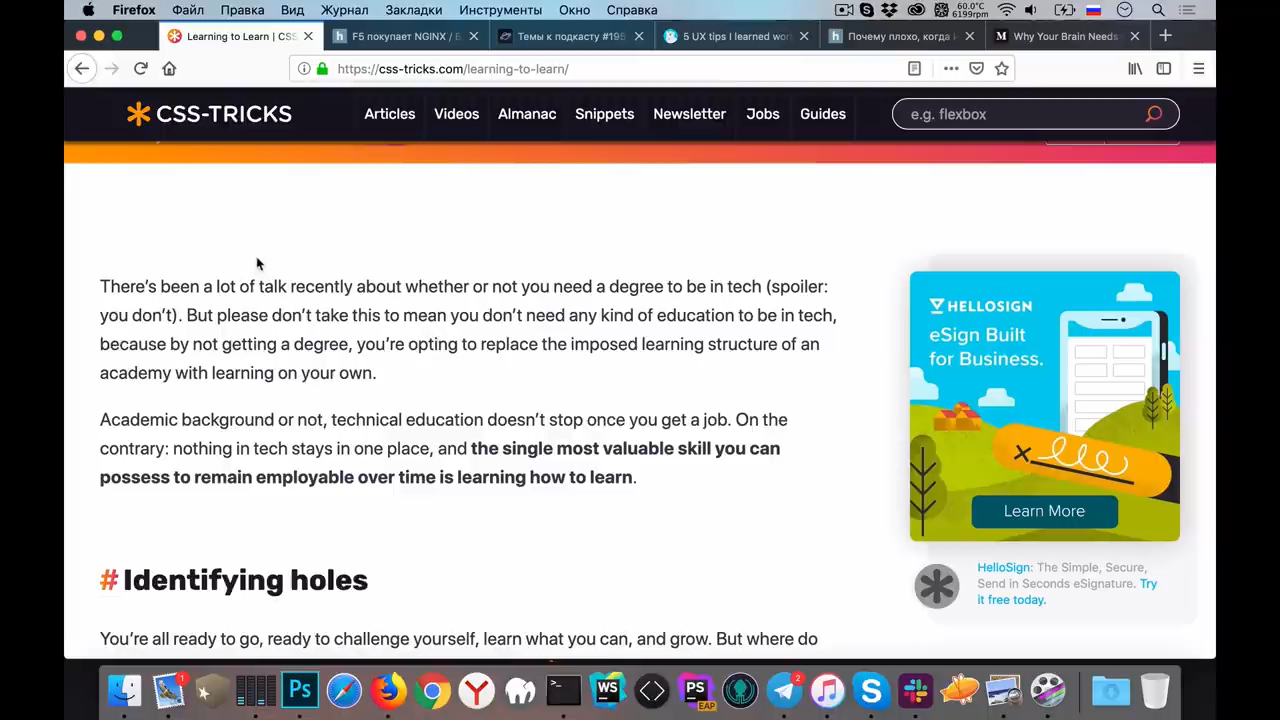 Firefox Файл Правка Вид Журнал Закладки Инструменты Окно Справка 60.0°C 6199rpm
Learning to Learn | CSS F5 покупает NGINX / Б Темы к подкасту #195 5 UX tips I learned wor Почему плохо, когда M Why Your Brain Needs
https://css-tricks.com/learning-to-learn/
CSS-TRICKS Articles Videos Almanac Snippets Newsletter Jobs Guides e.g. flexbox
There's been a lot of talk recently about whether or not you need a degree to be in tech (spoiler:
you don't). But please don't take this to mean you don't need any kind of education to be in tech,
because by not getting a degree, you're opting to replace the imposed learning structure of an
academy with learning on your own.
Academic background or not, technical education doesn't stop once you get a job. On the
contrary: nothing in tech stays in one place, and the single most valuable skill you can
possess to remain employable over time is learning how to learn.
# Identifying holes
You're all ready to go, ready to challenge yourself, learn what you can, and grow. But where do
HELLOSIGN
eSign Built
for Business.
Learn More
HelloSign: The Simple, Secure,
Send in Seconds eSignature. Try
it free today.
1 Ps Y WS PS EAP 2 S